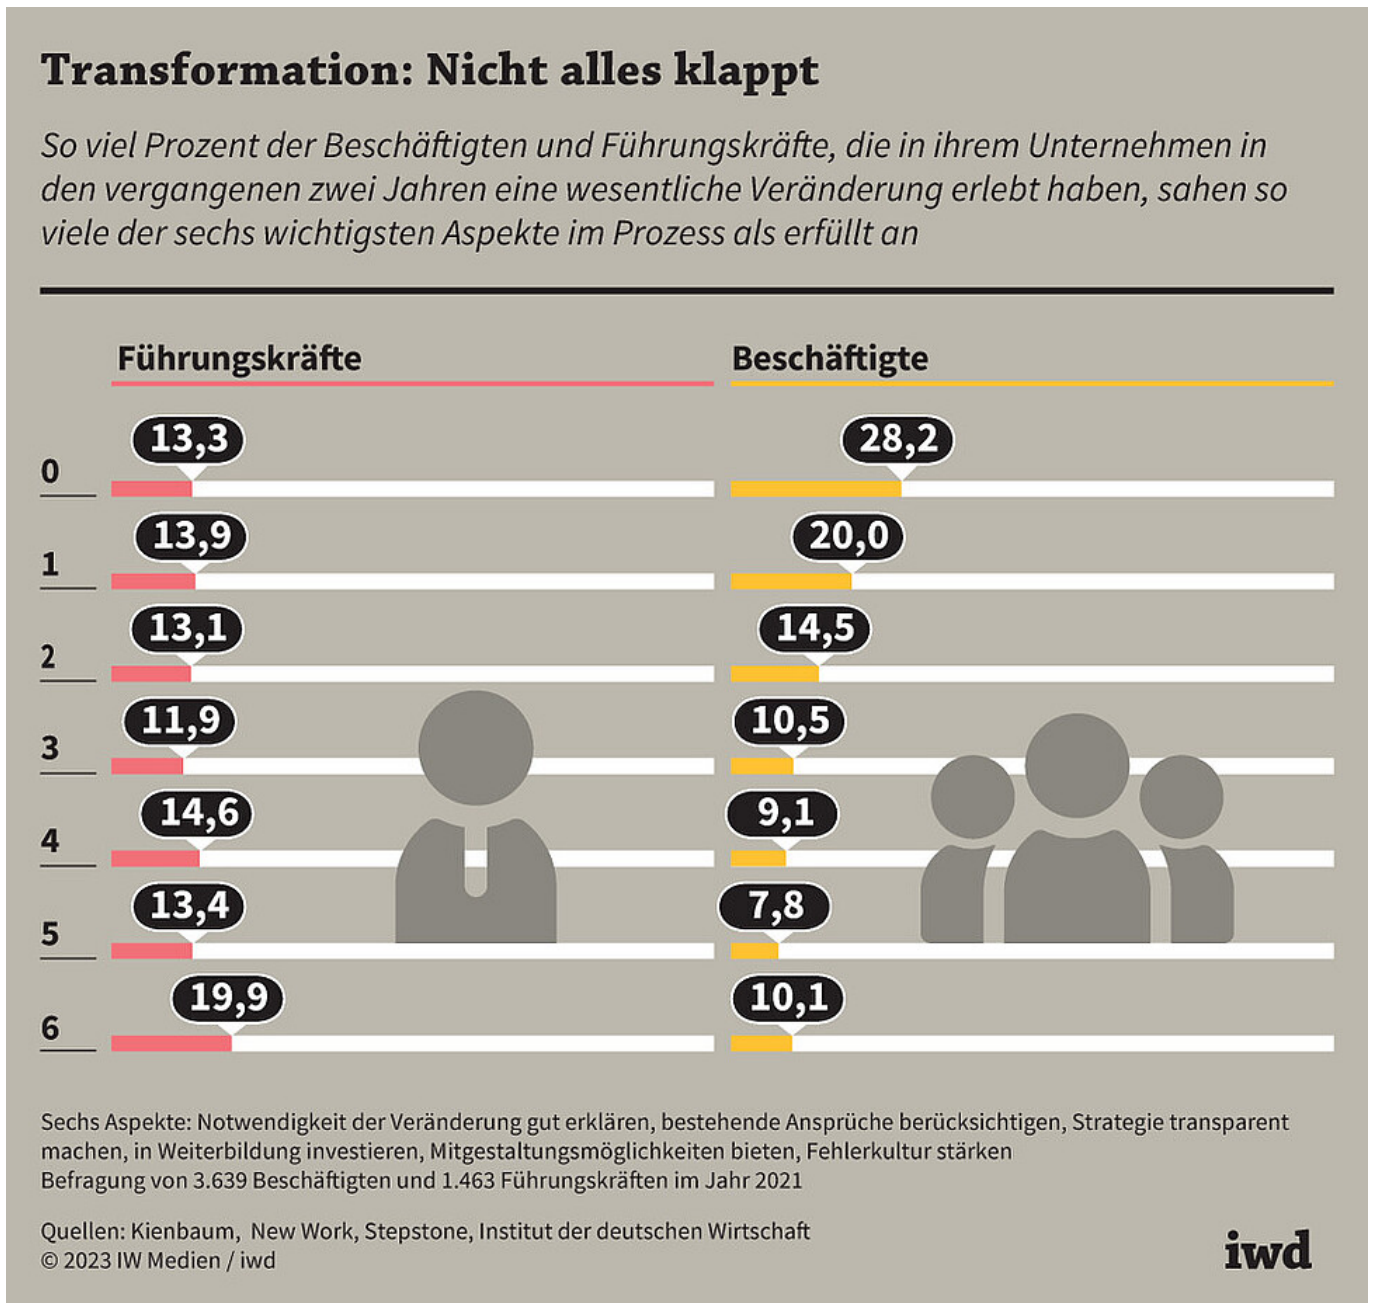 Transformation: Nicht alles klappt
So viel Prozent der Beschäftigten und Führungskräfte, die in ihrem Unternehmen in
den vergangenen zwei Jahren eine wesentliche Veränderung erlebt haben, sahen so
viele der sechs wichtigsten Aspekte im Prozess als erfüllt an
Führungskräfte Beschäftigte
0 13,3 28,2
1 13,9 20,0
2 13,1 14,5
3 11,9 10,5
4 14,6 9,1
5 13,4 7,8
6 19,9 10,1
Sechs Aspekte: Notwendigkeit der Veränderung gut erklären, bestehende Ansprüche berücksichtigen, Strategie transparent
machen, in Weiterbildung investieren, Mitgestaltungsmöglichkeiten bieten, Fehlerkultur stärken
Befragung von 3.639 Beschäftigten und 1.463 Führungskräften im Jahr 2021
Quellen: Kienbaum, New Work, Stepstone, Institut der deutschen Wirtschaft
© 2023 IW Medien / iwd
iwd